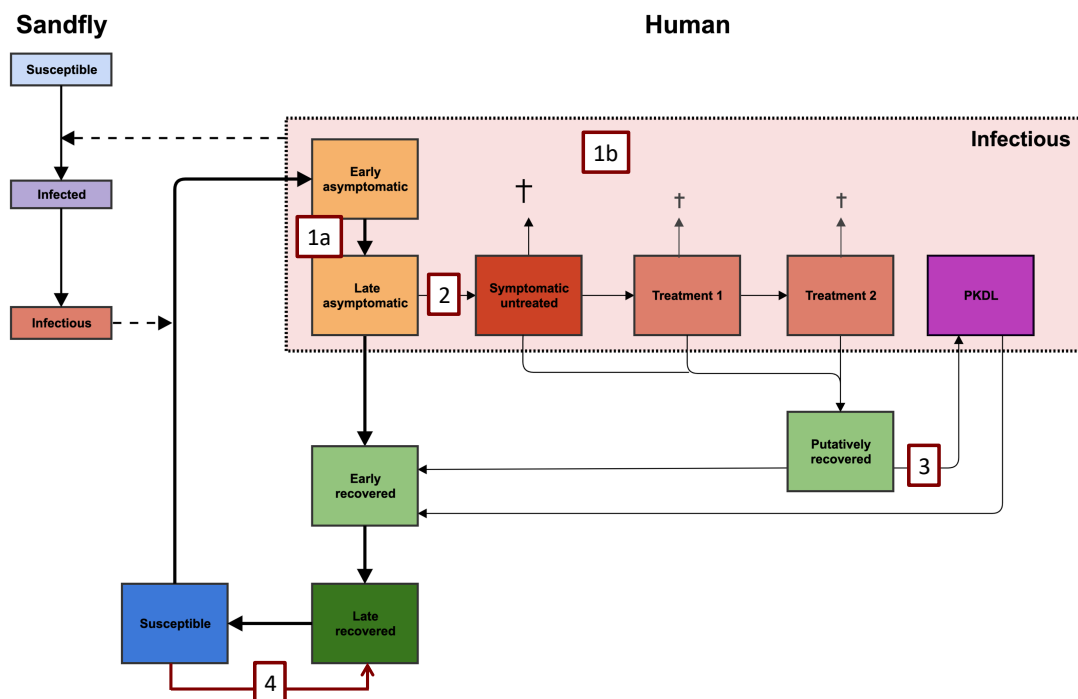 Sandfly
Human
Susceptible
Infectious
1b
Early
asymptomatic
Infected
1a
Late
asymptomatic
2
Symptomatic
untreated
Treatment 1
Treatment 2
PKDL
Infectious
Putatively
recovered
3
Early
recovered
Susceptible
Late
recovered
4